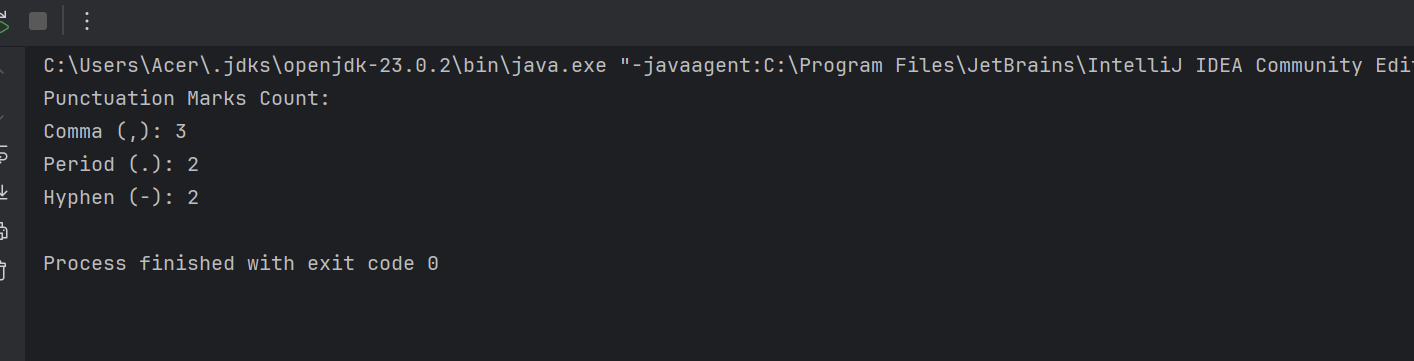 C:\Users\Acer\.jdks\openjdk-23.0.2\bin\java.exe "-javaagent:C:\Program Files\JetBrains\IntelliJ IDEA Community Edi
Punctuation Marks Count:
Comma (,): 3
Period (.): 2
Hyphen (-): 2
Process finished with exit code 0